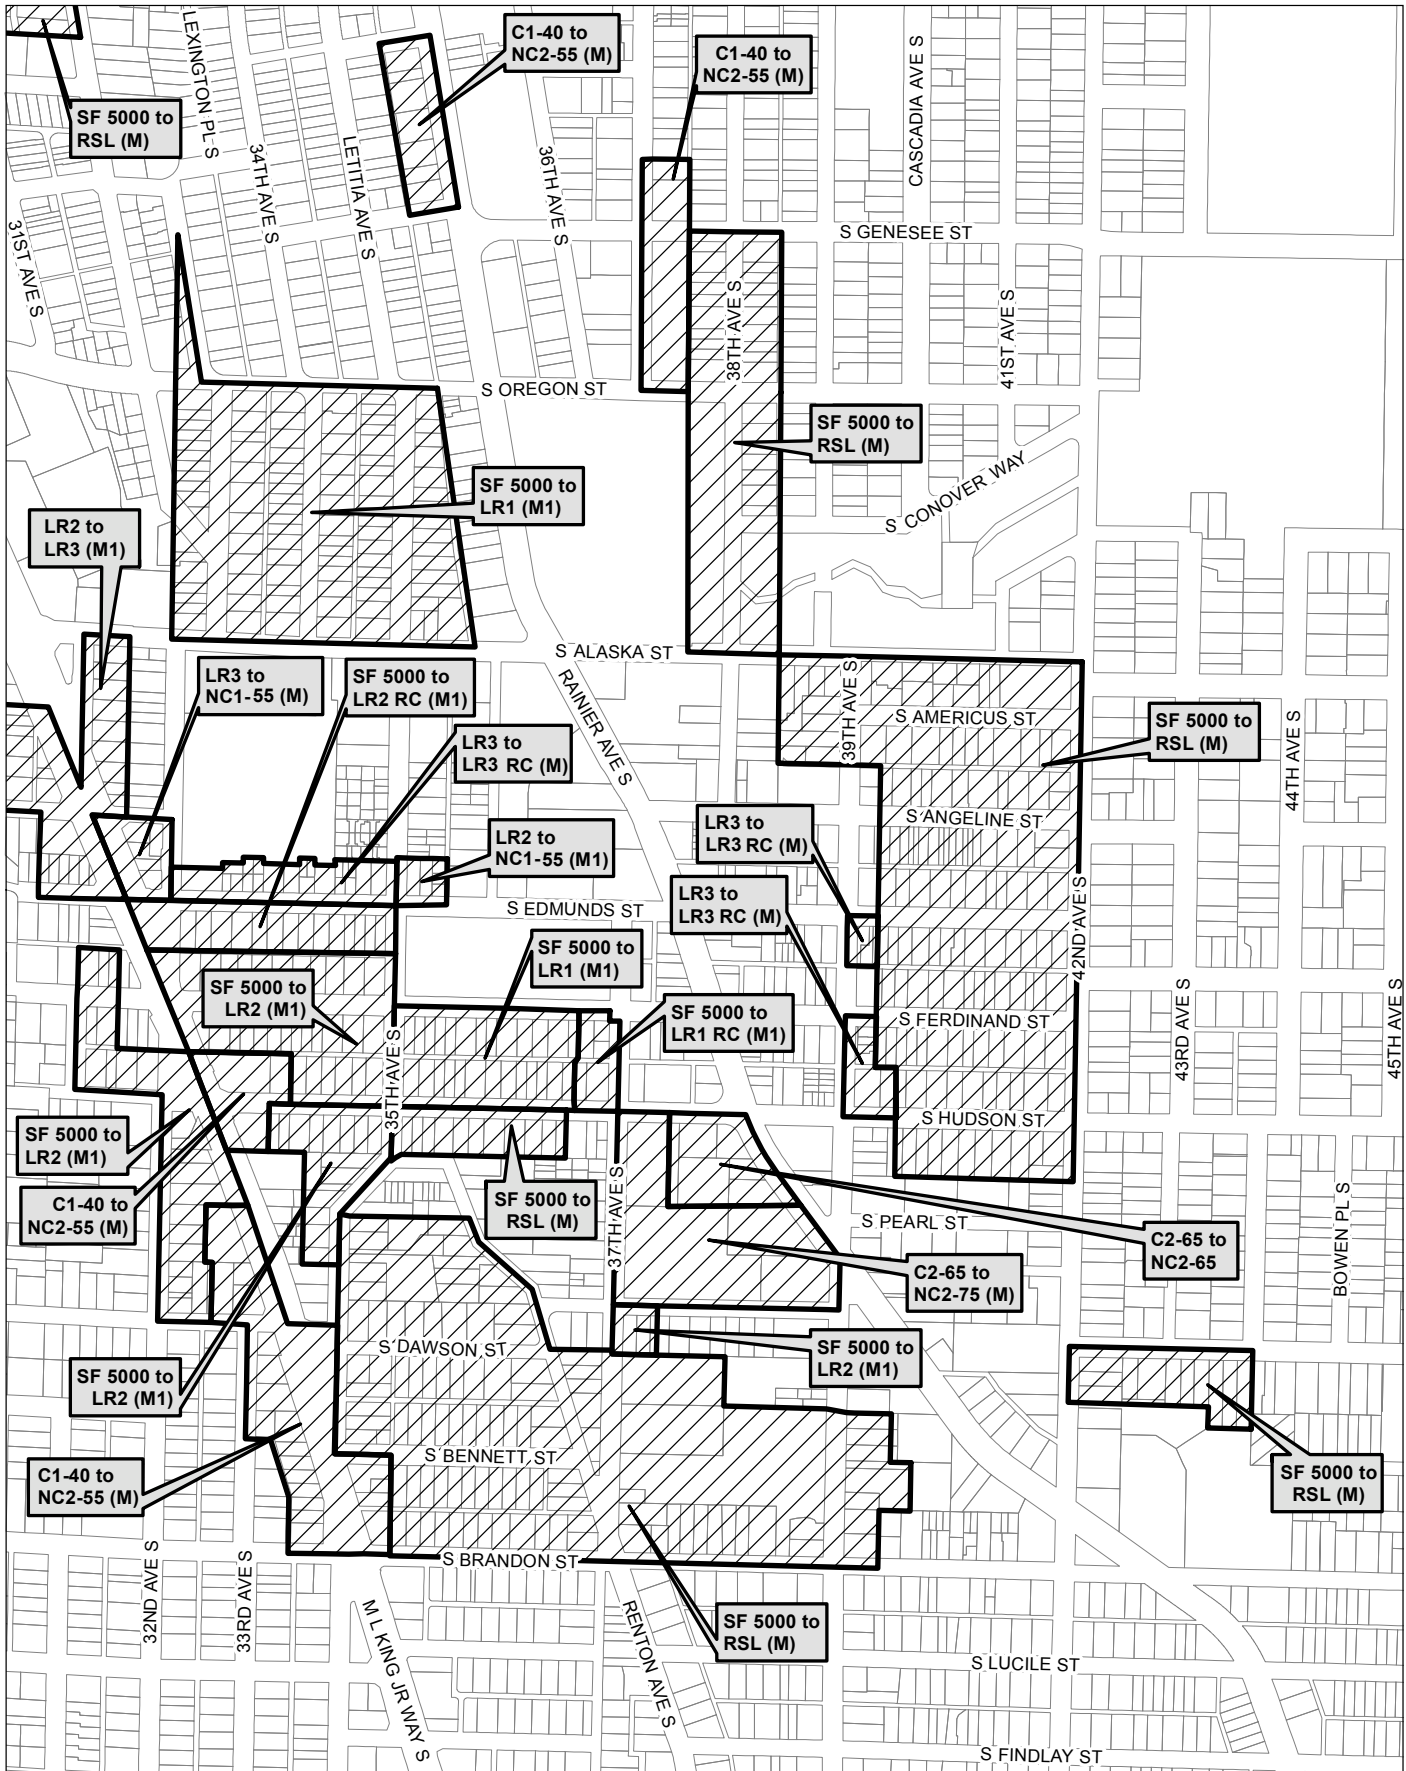 C1-40 to
NC2-55 (M)
C1-40 to
NC2-55 (M)
SF 5000 to
RSL (M)
LEXINGTON PL S
34TH AVE S
LETITIA AVE S
36TH AVE S
CASCADIA AVE S
31ST AVE S
S GENESEE ST
38TH AVE S
41ST AVE S
S OREGON ST
SF 5000 to
RSL (M)
S CONOVER WAY
SF 5000 to
LR1 (M1)
LR2 to
LR3 (M1)
S ALASKA ST
LR3 to
NC1-55 (M)
SF 5000 to
LR2 RC (M1)
RAINIER AVE S
39TH AVE S
S AMERICUS ST
SF 5000 to
RSL (M)
44TH AVE S
LR3 to
LR3 RC (M)
S ANGELINE ST
LR3 to
LR3 RC (M)
LR2 to
NC1-55 (M1)
LR3 to
LR3 RC (M)
S EDMUNDS ST
42ND AVE S
SF 5000 to
LR1 (M1)
SF 5000 to
LR2 (M1)
SF 5000 to
LR1 RC (M1)
S FERDINAND ST
43RD AVE S
45TH AVE S
35TH AVE S
SF 5000 to
LR2 (M1)
S HUDSON ST
C1-40 to
NC2-55 (M)
SF 5000 to
RSL (M)
37TH AVE S
S PEARL ST
C2-65 to
NC2-65
BOWEN PL S
C2-65 to
NC2-75 (M)
S DAWSON ST
SF 5000 to
LR2 (M1)
SF 5000 to
LR2 (M1)
S BENNETT ST
C1-40 to
NC2-55 (M)
SF 5000 to
RSL (M)
S BRANDON ST
32ND AVE S
33RD AVE S
M L KING JR WAY S
RENTON AVE S
SF 5000 to
RSL (M)
S LUCILE ST
S FINDLAY ST